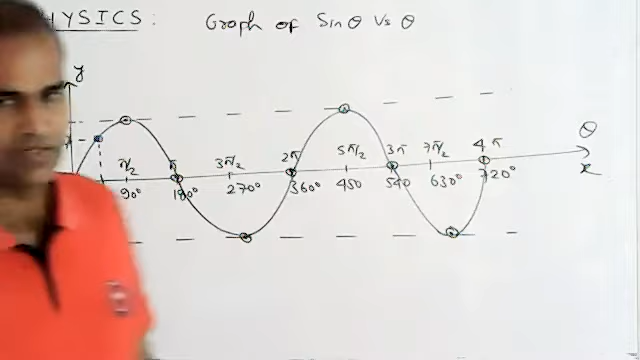 HYSICS : Graph of Sinθ Vs θ
y
π/2 π 3π/2 2π 5π/2 3π 7π/2 4π θ
90° 180° 270° 360° 450 540 630° 720° x